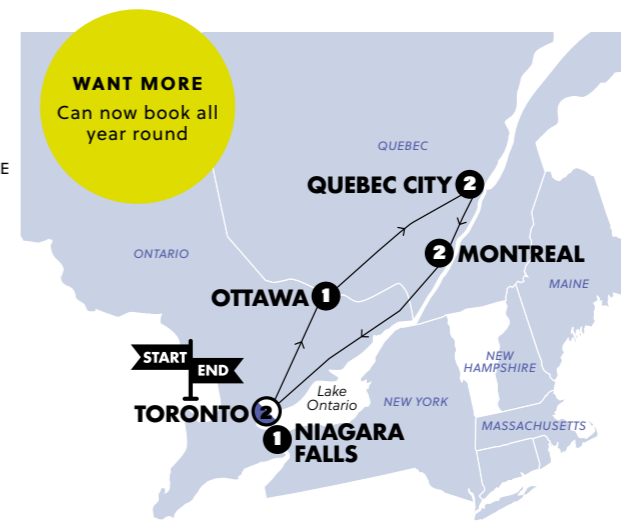 WANT MORE
Can now book all
year round
E
QUEBEC
QUEBEC CITY 2
ONTARIO
2 MONTREAL
MAINE
OTTAWA 1
START
END
NEW
HAMPSHIRE
Lake
Ontario
NEW YORK
TORONTO 2
MASSACHUSETTS
1 NIAGARA
FALLS